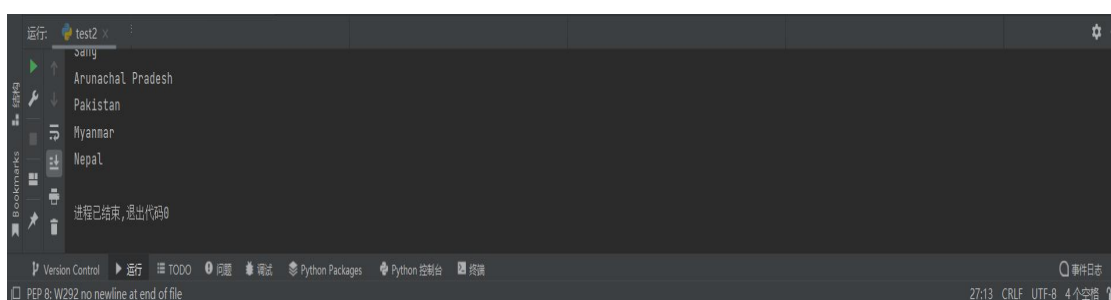 运行: test2
Sang
Arunachal Pradesh
Pakistan
Myanmar
Nepal
进程已结束,退出代码0
结构
Bookmarks
Version Control 运行 TODO 问题 调试 Python Packages Python 控制台 终端 事件日志
PEP 8: W292 no newline at end of file 27:13 CRLF UTF-8 4 个空格